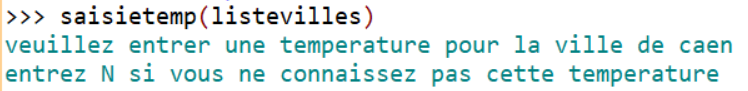 >>> saisietemp(listevilles)
veuillez entrer une temperature pour la ville de caen
entrez N si vous ne connaissez pas cette temperature